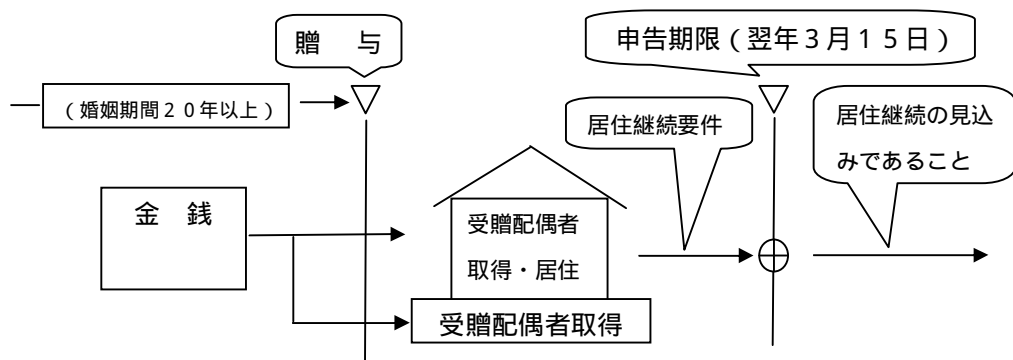 贈　与
申告期限（翌年３月１５日）
（婚姻期間２０年以上）
居住継続要件
居住継続の見込
みであること
金　銭
受贈配偶者
取得・居住
受贈配偶者取得